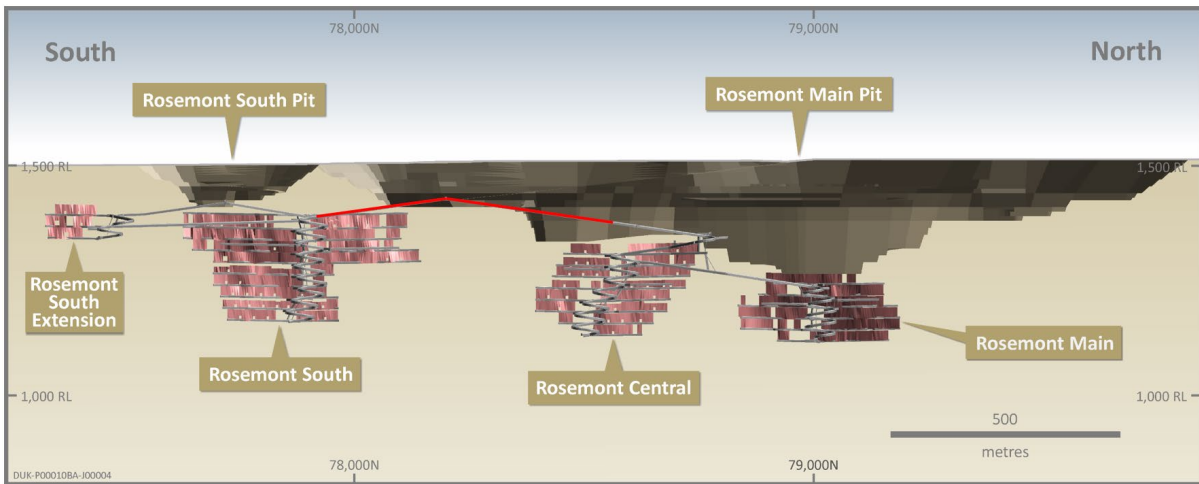 78,000N
79,000N
South
North
Rosemont South Pit
Rosemont Main Pit
1,500 RL
1,500 RL
Rosemont
South
Extension
Rosemont South
Rosemont Central
Rosemont Main
1,000 RL
1,000 RL
500
metres
78,000N
79,000N
DUK-P00010BA-J00004